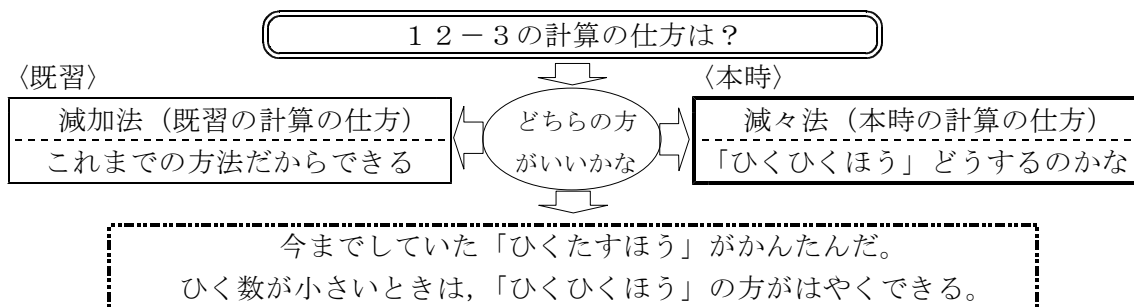 12-3の計算の仕方は?
〈既習〉
〈本時〉
減加法(既習の計算の仕方)
これまでの方法だからできる
どちらの方
がいいかな
減々法(本時の計算の仕方)
「ひくひくほう」どうするのかな
今までしていた「ひくたすほう」がかんたんだ。
ひく数が小さいときは,「ひくひくほう」の方がはやくできる。